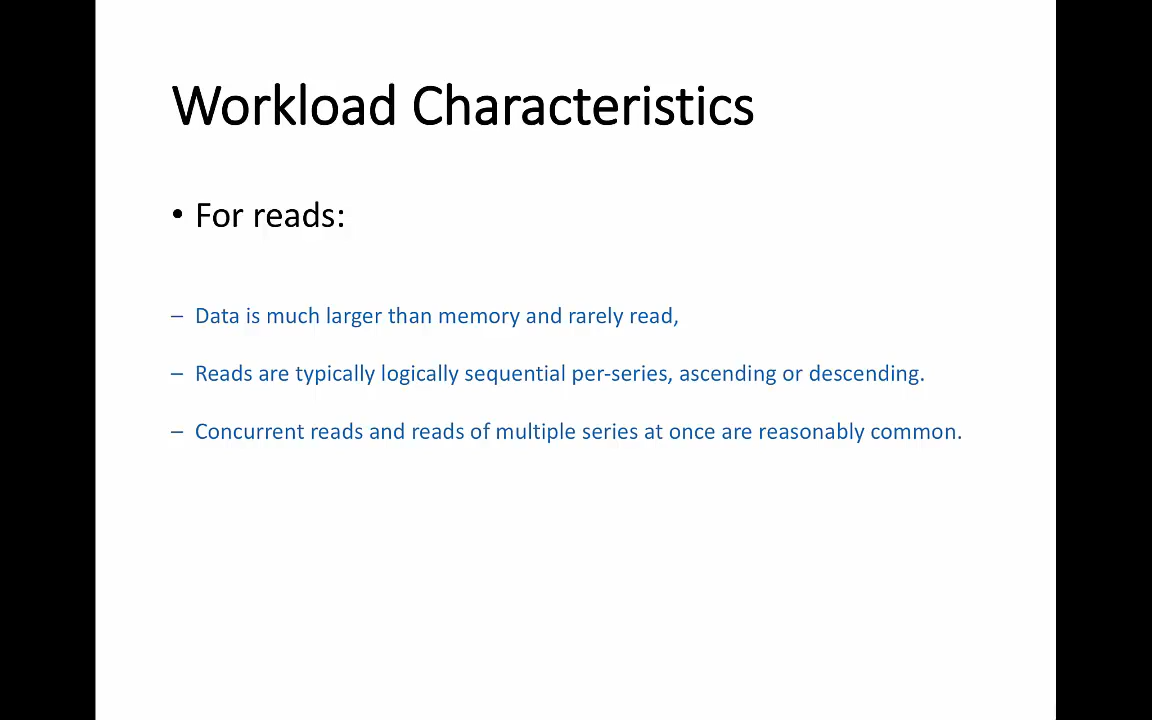 Workload Characteristics
• For reads:
– Data is much larger than memory and rarely read,
– Reads are typically logically sequential per-series, ascending or descending.
– Concurrent reads and reads of multiple series at once are reasonably common.